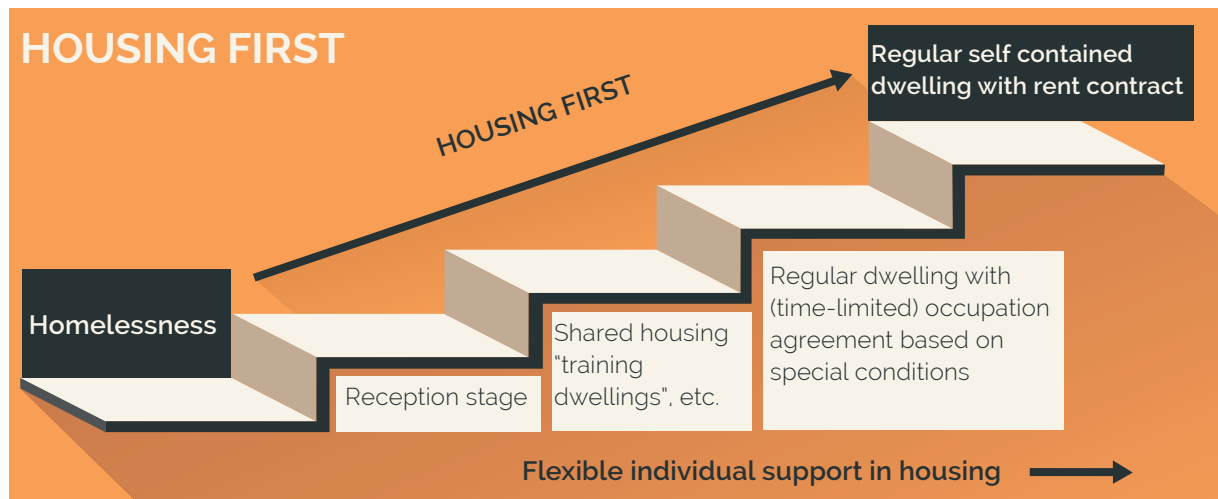 HOUSING FIRST
HOUSING FIRST
Regular self contained
dwelling with rent contract
Homelessness
Reception stage
Shared housing
“training
dwellings”, etc.
Regular dwelling with
(time-limited) occupation
agreement based on
special conditions
Flexible individual support in housing